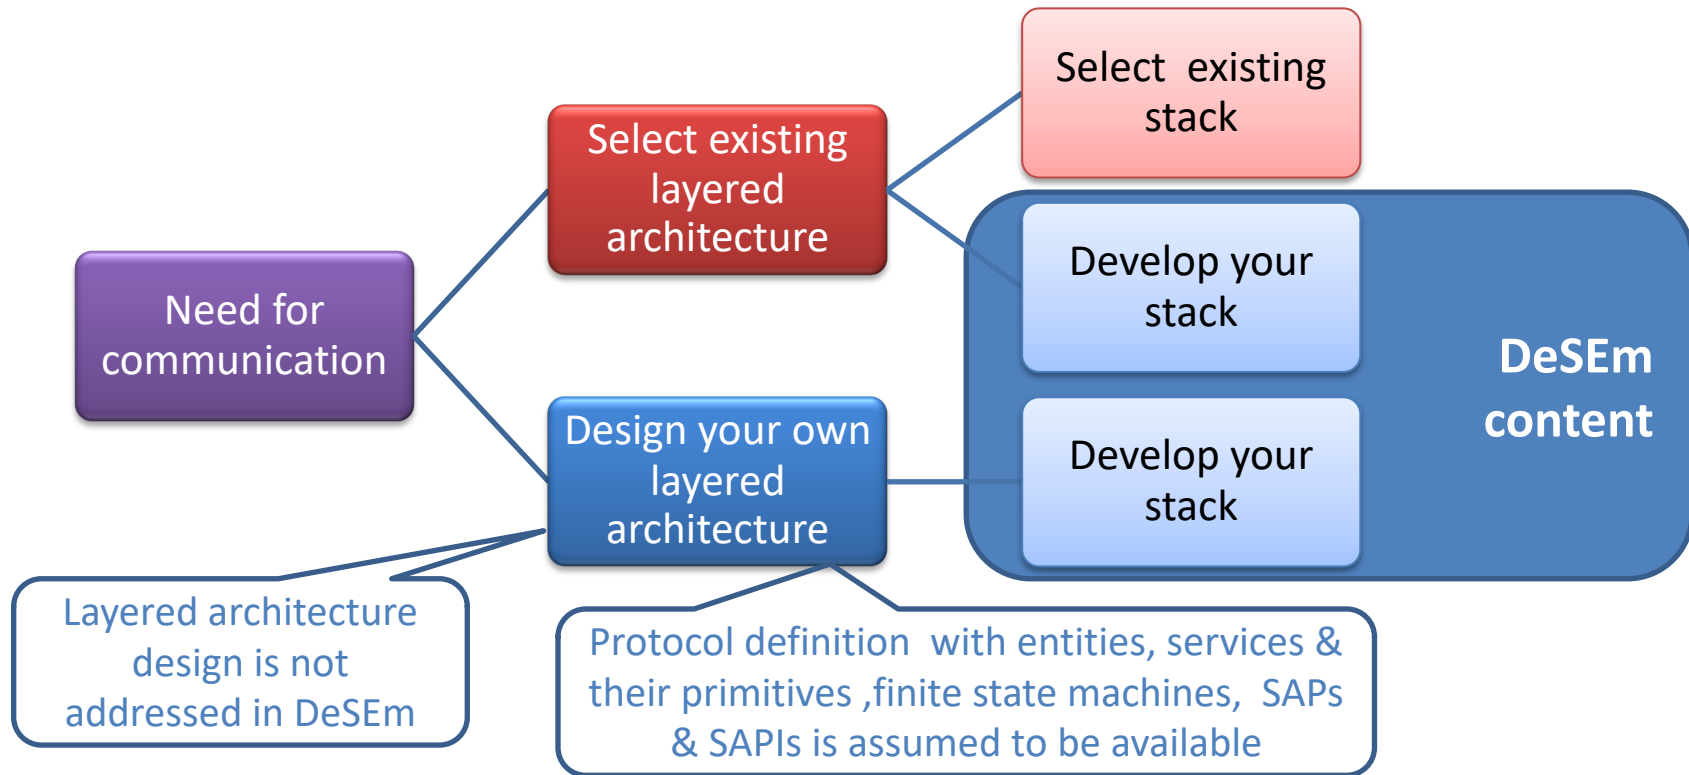 Need for
communication
Select existing
layered
architecture
Design your own
layered
architecture
Select  existing
stack
Develop your
stack
Develop your
stack
DeSEm
content
Layered architecture
design is not
addressed in DeSEm
Protocol definition  with entities, services &
their primitives ,finite state machines,  SAPs
& SAPIs is assumed to be available